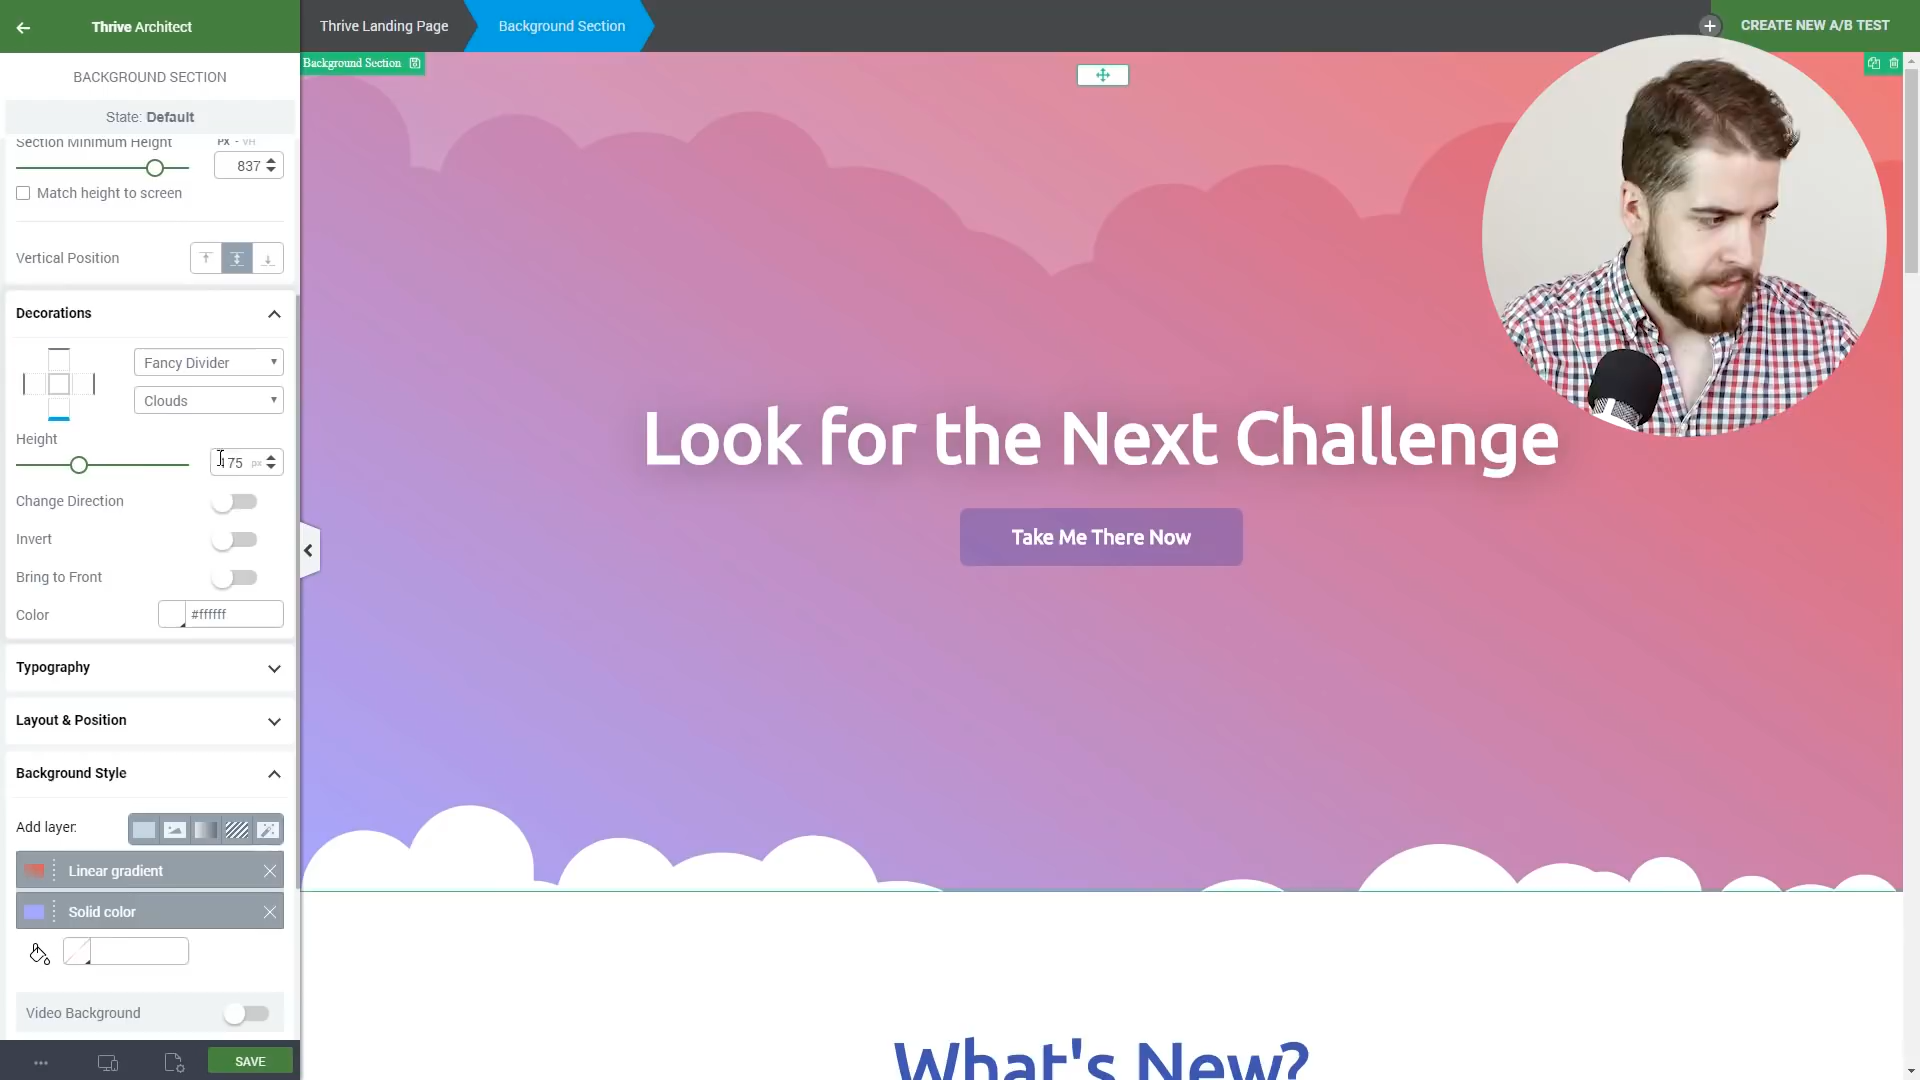 Thrive Architect
Thrive Landing Page
Background Section
CREATE NEW A/B TEST
BACKGROUND SECTION
Background Section
State: Default
Section Minimum Height
PX - VH
837
Match height to screen
Vertical Position
Decorations
Fancy Divider
Clouds
Height
175 px
Change Direction
Invert
Bring to Front
Color
#ffffff
Typography
Layout & Position
Background Style
Add layer:
Linear gradient
Solid color
Video Background
SAVE
Look for the Next Challenge
Take Me There Now
What's New?